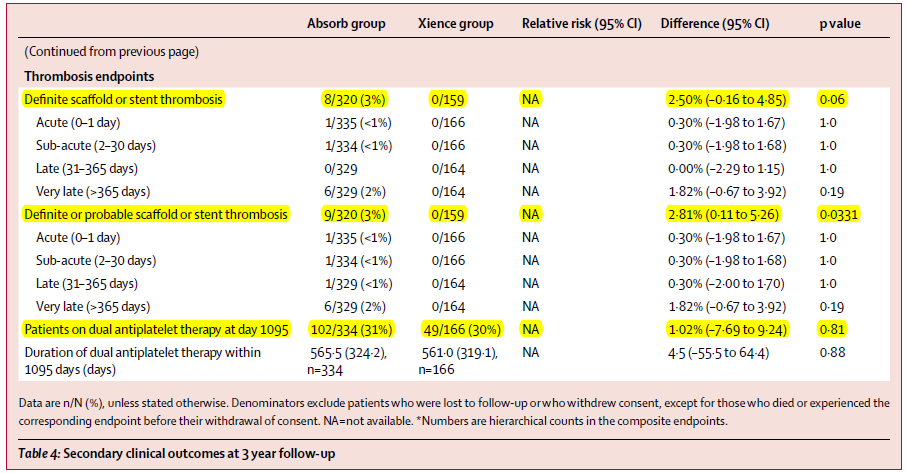 Absorb group Xience group Relative risk (95% CI) Difference (95% CI) p value
(Continued from previous page)
Thrombosis endpoints
Definite scaffold or stent thrombosis 8/320 (3%) 0/159 NA 2·50% (–0·16 to 4·85) 0·06
Acute (0–1 day) 1/335 (<1%) 0/166 NA 0·30% (–1·98 to 1·67) 1·0
Sub-acute (2–30 days) 1/334 (<1%) 0/166 NA 0·30% (–1·98 to 1·68) 1·0
Late (31–365 days) 0/329 0/164 NA 0·00% (–2·29 to 1·15) 1·0
Very late (>365 days) 6/329 (2%) 0/164 NA 1·82% (–0·67 to 3·92) 0·19
Definite or probable scaffold or stent thrombosis 9/320 (3%) 0/159 NA 2·81% (0·11 to 5·26) 0·0331
Acute (0–1 day) 1/335 (<1%) 0/166 NA 0·30% (–1·98 to 1·67) 1·0
Sub-acute (2–30 days) 1/334 (<1%) 0/166 NA 0·30% (–1·98 to 1·68) 1·0
Late (31–365 days) 1/329 (<1%) 0/164 NA 0·30% (–2·00 to 1·70) 1·0
Very late (>365 days) 6/329 (2%) 0/164 NA 1·82% (–0·67 to 3·92) 0·19
Patients on dual antiplatelet therapy at day 1095 102/334 (31%) 49/166 (30%) NA 1·02% (–7·69 to 9·24) 0·81
Duration of dual antiplatelet therapy within 565·5 (324·2), 561·0 (319·1), NA 4·5 (–55·5 to 64·4) 0·88
1095 days (days) n=334 n=166
Data are n/N (%), unless stated otherwise. Denominators exclude patients who were lost to follow-up or who withdrew consent, except for those who died or experienced the
corresponding endpoint before their withdrawal of consent. NA=not available. *Numbers are hierarchical counts in the composite endpoints.
Table 4: Secondary clinical outcomes at 3 year follow-up